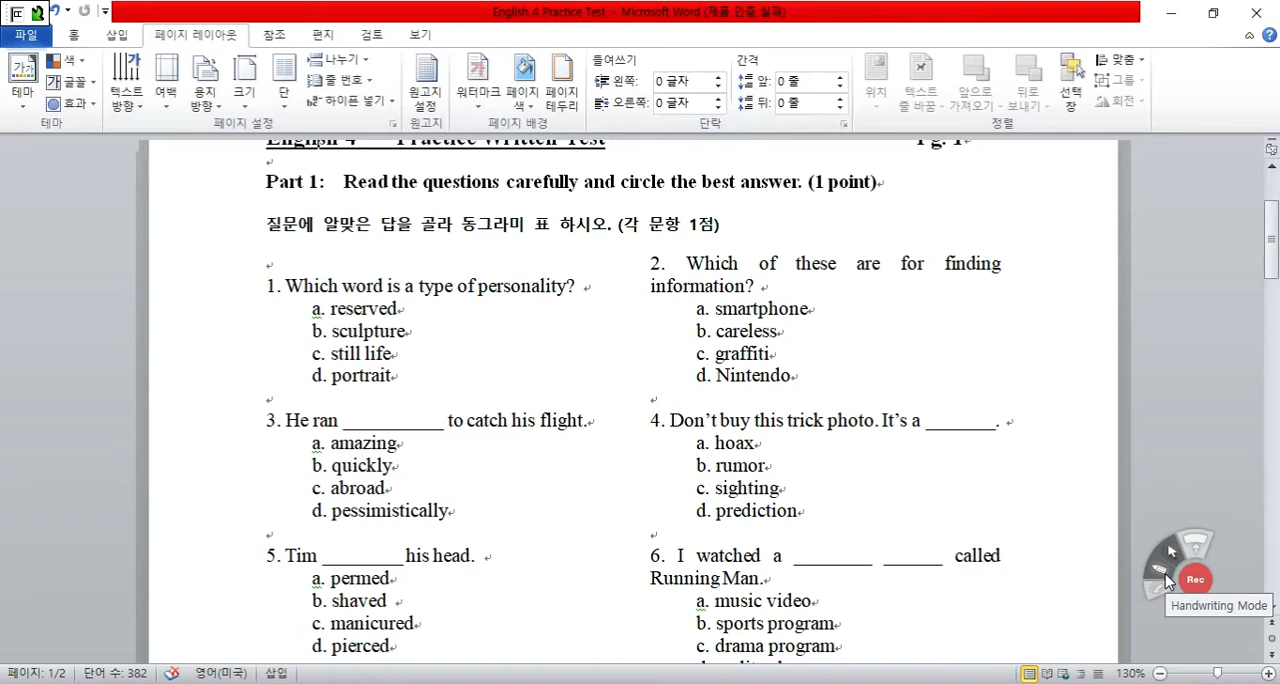 English 4 Practice Test - Microsoft Word (제품 인증 실패)
파일 홈 삽입 페이지 레이아웃 참조 편지 검토 보기
테마 색 글꼴 효과 텍스트 방향 여백 용지 방향 크기 단 나누기 줄 번호 하이픈 넣기 원고지 설정 워터마크 페이지 색 페이지 테두리
들여쓰기 간격
왼쪽: 0 글자 앞: 0 줄
오른쪽: 0 글자 뒤: 0 줄
위치 텍스트 줄 바꿈 앞으로 가져오기 뒤로 보내기 선택 창 맞춤 그룹 회전
테마 페이지 설정 원고지 페이지 배경 단락 정렬
English 4 Practice Written Test Pg. 1
Part 1: Read the questions carefully and circle the best answer. (1 point)
질문에 알맞은 답을 골라 동그라미 표 하시오. (각 문항 1점)
1. Which word is a type of personality?
a. reserved
b. sculpture
c. still life
d. portrait
2. Which of these are for finding
information?
a. smartphone
b. careless
c. graffiti
d. Nintendo
3. He ran __________ to catch his flight.
a. amazing
b. quickly
c. abroad
d. pessimistically
4. Don't buy this trick photo. It's a _______.
a. hoax
b. rumor
c. sighting
d. prediction
5. Tim ________ his head.
a. permed
b. shaved
c. manicured
d. pierced
6. I watched a ________ ______ called
Running Man.
a. music video
b. sports program
c. drama program
Rec
Handwriting Mode
페이지: 1/2 단어 수: 382 영어(미국) 삽입 130%